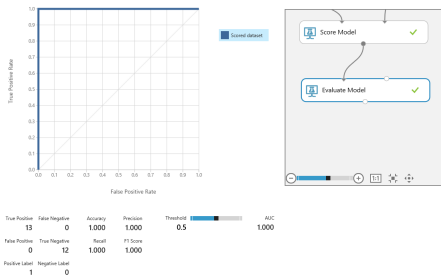 1.0
0.9
0.8
0.7
0.6
0.5
0.4
0.3
0.2
0.1
0.0
True Positive Rate
0.0 0.1 0.2 0.3 0.4 0.5 0.6 0.7 0.8 0.9 1.0
False Positive Rate
Scored dataset
Score Model
Evaluate Model
1:1
True Positive False Negative Accuracy Precision Threshold AUC
13 0 1.000 1.000 0.5 1.000
False Positive True Negative Recall F1 Score
0 12 1.000 1.000
Positive Label Negative Label
1 0